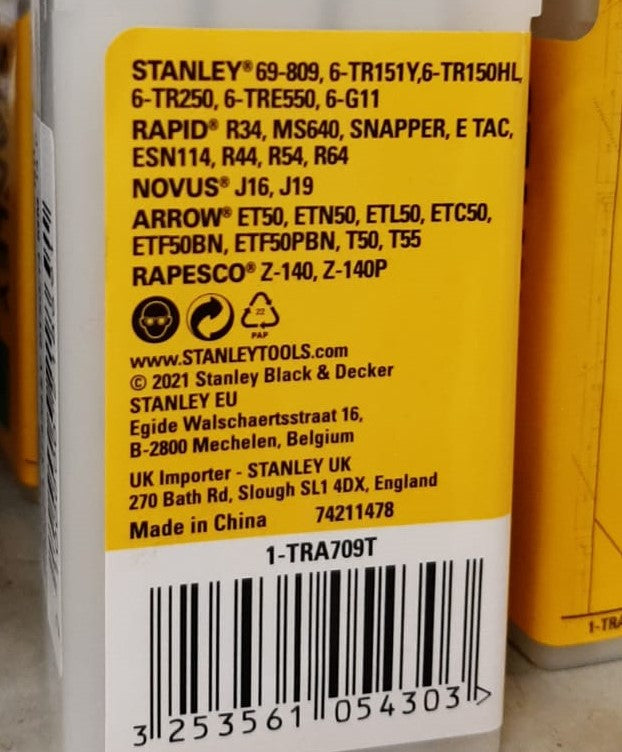 STANLEY® 69-809, 6-TR151Y,6-TR150HL,
6-TR250, 6-TRE550, 6-G11
RAPID® R34, MS640, SNAPPER, E TAC,
ESN114, R44, R54, R64
NOVUS® J16, J19
ARROW® ET50, ETN50, ETL50, ETC50,
ETF50BN, ETF50PBN, T50, T55
RAPESCO® Z-140, Z-140P
22
PAP
www.STANLEYTOOLS.com
© 2021 Stanley Black & Decker
STANLEY EU
Egide Walschaertsstraat 16,
B-2800 Mechelen, Belgium
UK Importer - STANLEY UK
270 Bath Rd, Slough SL1 4DX, England
Made in China 74211478
1-TRA709T
3 253561 054303 >
1-TRA